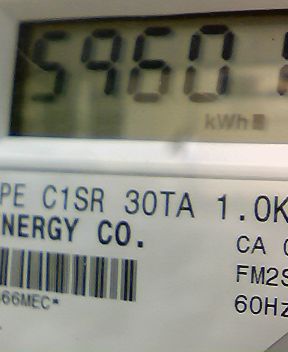 5960
kWh
PE C1SR 30TA 1.0K
NERGY CO.
CA
FM2S
66MEC*
60Hz